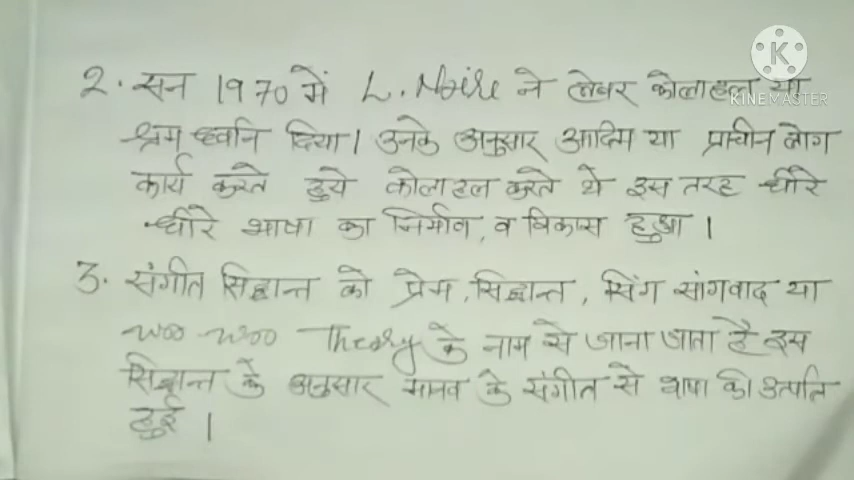 2. सन 1970 में L. Noire ने लेबर कोलाहल या
श्रम ध्वनि दिया। उनके अनुसार आदिम या प्राचीन लोग
कार्य करते हुये कोलाहल करते थे इस तरह धीरे
धीरे भाषा का निर्माण, व विकास हुआ।
3. संगीत सिद्धान्त को प्रेम, सिद्धान्त, सिंग सांगवाद या
woo-woo Theory के नाम से जाना जाता है इस
सिद्धान्त के अनुसार मानव के संगीत से भाषा की उत्पति
हुई।
K
KINEMASTER